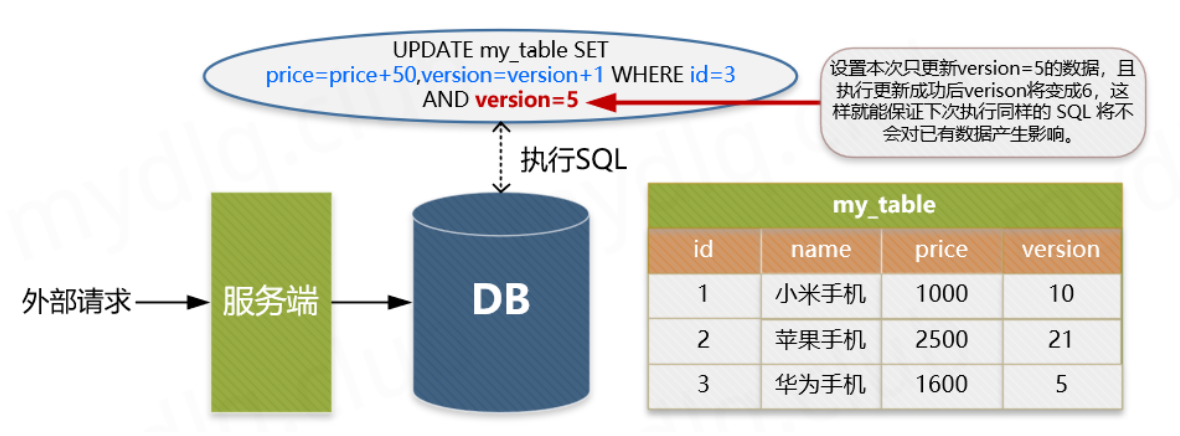 UPDATE my_table SET
price=price+50,version=version+1 WHERE id=3
AND version=5
设置本次只更新version=5的数据，且
执行更新成功后verison将变成6，这
样就能保证下次执行同样的 SQL 将不
会对已有数据产生影响。
执行SQL
外部请求
服务端
DB
my_table
id name price version
1 小米手机 1000 10
2 苹果手机 2500 21
3 华为手机 1600 5